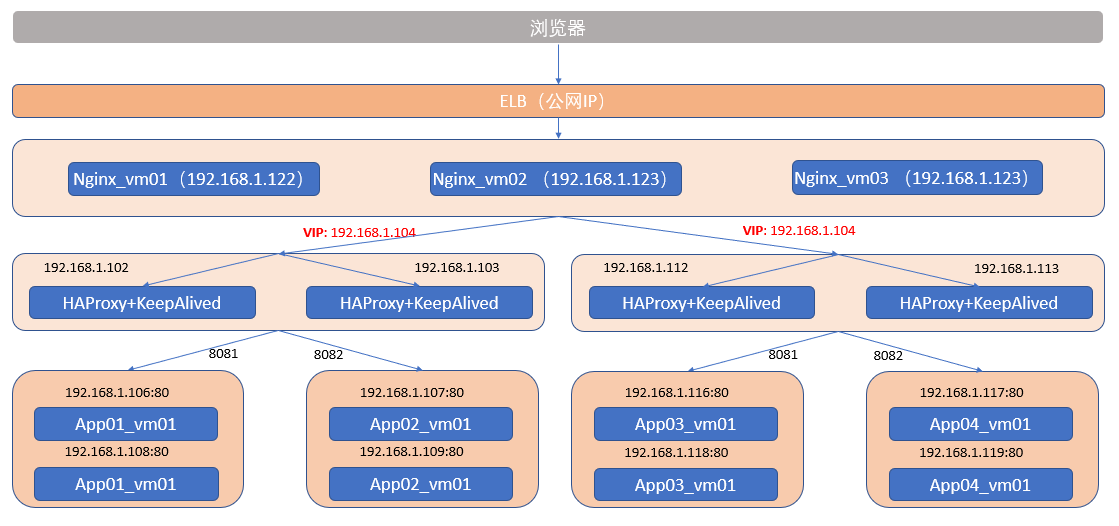 浏览器
ELB（公网IP）
Nginx_vm01（192.168.1.122）
Nginx_vm02 （192.168.1.123）
Nginx_vm03 （192.168.1.123）
VIP: 192.168.1.104
VIP: 192.168.1.104
192.168.1.102
192.168.1.103
192.168.1.112
192.168.1.113
HAProxy+KeepAlived
HAProxy+KeepAlived
HAProxy+KeepAlived
HAProxy+KeepAlived
8081
8082
8081
8082
192.168.1.106:80
192.168.1.107:80
192.168.1.116:80
192.168.1.117:80
App01_vm01
App02_vm01
App03_vm01
App04_vm01
192.168.1.108:80
192.168.1.109:80
192.168.1.118:80
192.168.1.119:80
App01_vm01
App02_vm01
App03_vm01
App04_vm01